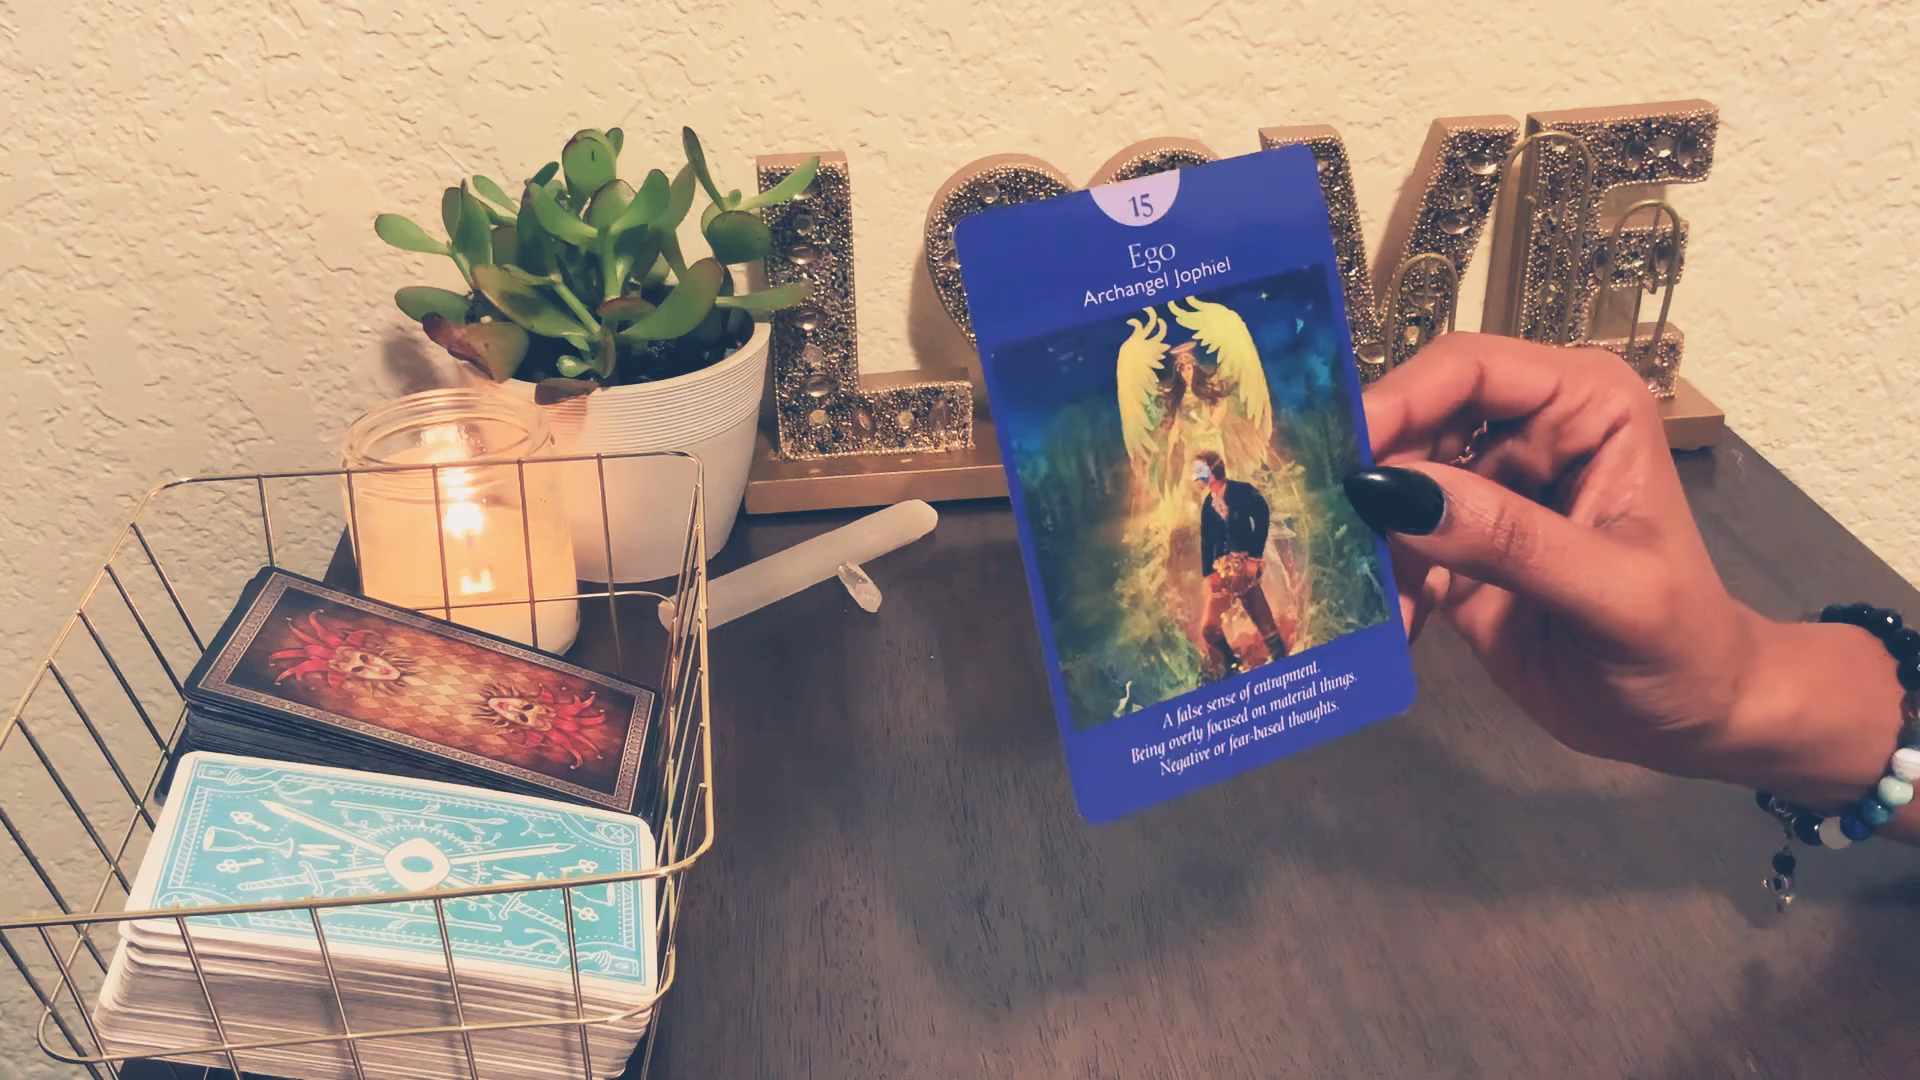 LOVE
15
Ego
Archangel Jophiel
A false sense of entrapment.
Being overly focused on material things.
Negative or fear-based thoughts.